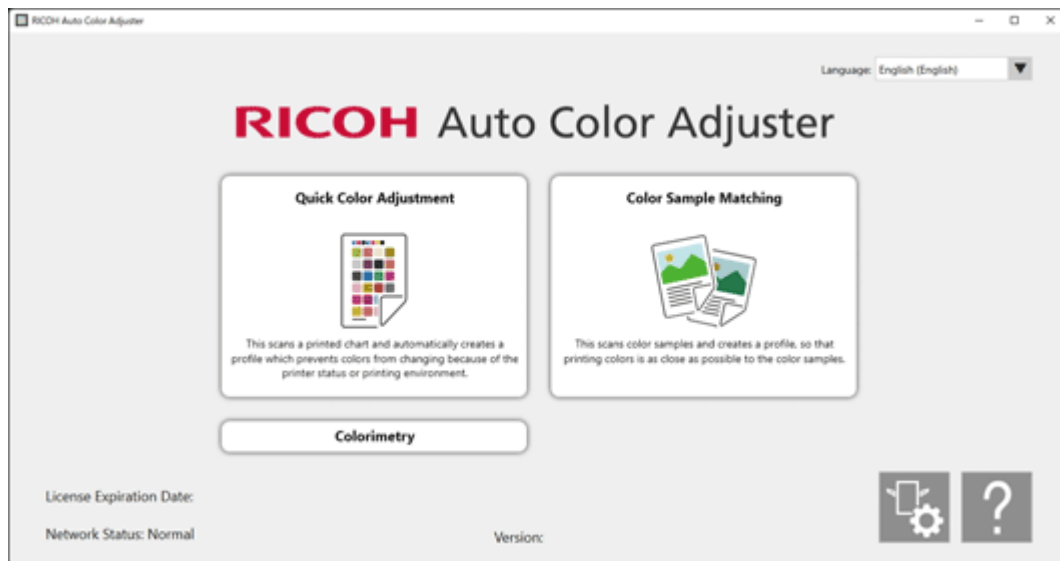 RICOH Auto Color Adjuster
Language: English (English)
RICOH Auto Color Adjuster
Quick Color Adjustment
This scans a printed chart and automatically creates a
profile which prevents colors from changing because of the
printer status or printing environment.
Color Sample Matching
This scans color samples and creates a profile, so that
printing colors is as close as possible to the color samples.
Colorimetry
License Expiration Date:
Network Status: Normal
Version:
?